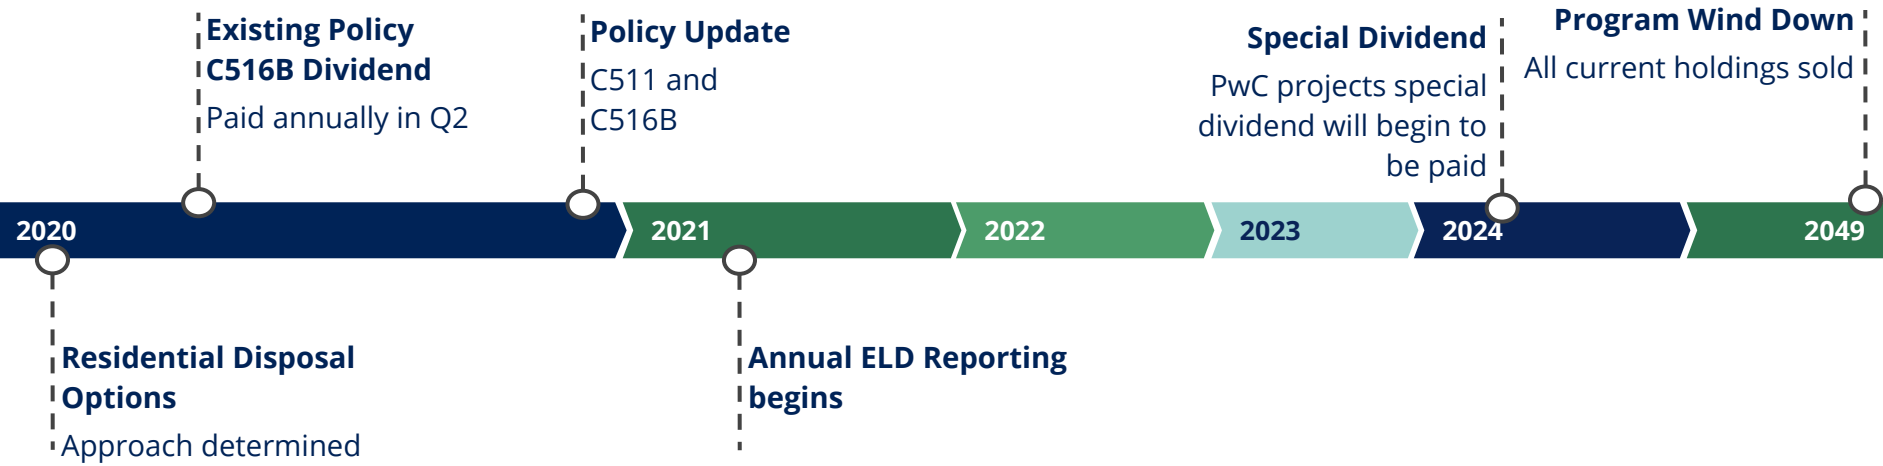 Existing Policy
C516B Dividend
Paid annually in Q2
Policy Update
C511 and
C516B
Special Dividend
PwC projects special
dividend will begin to
be paid
Program Wind Down
All current holdings sold
2020
2021
2022
2023
2024
2049
Residential Disposal
Options
Approach determined
Annual ELD Reporting
begins